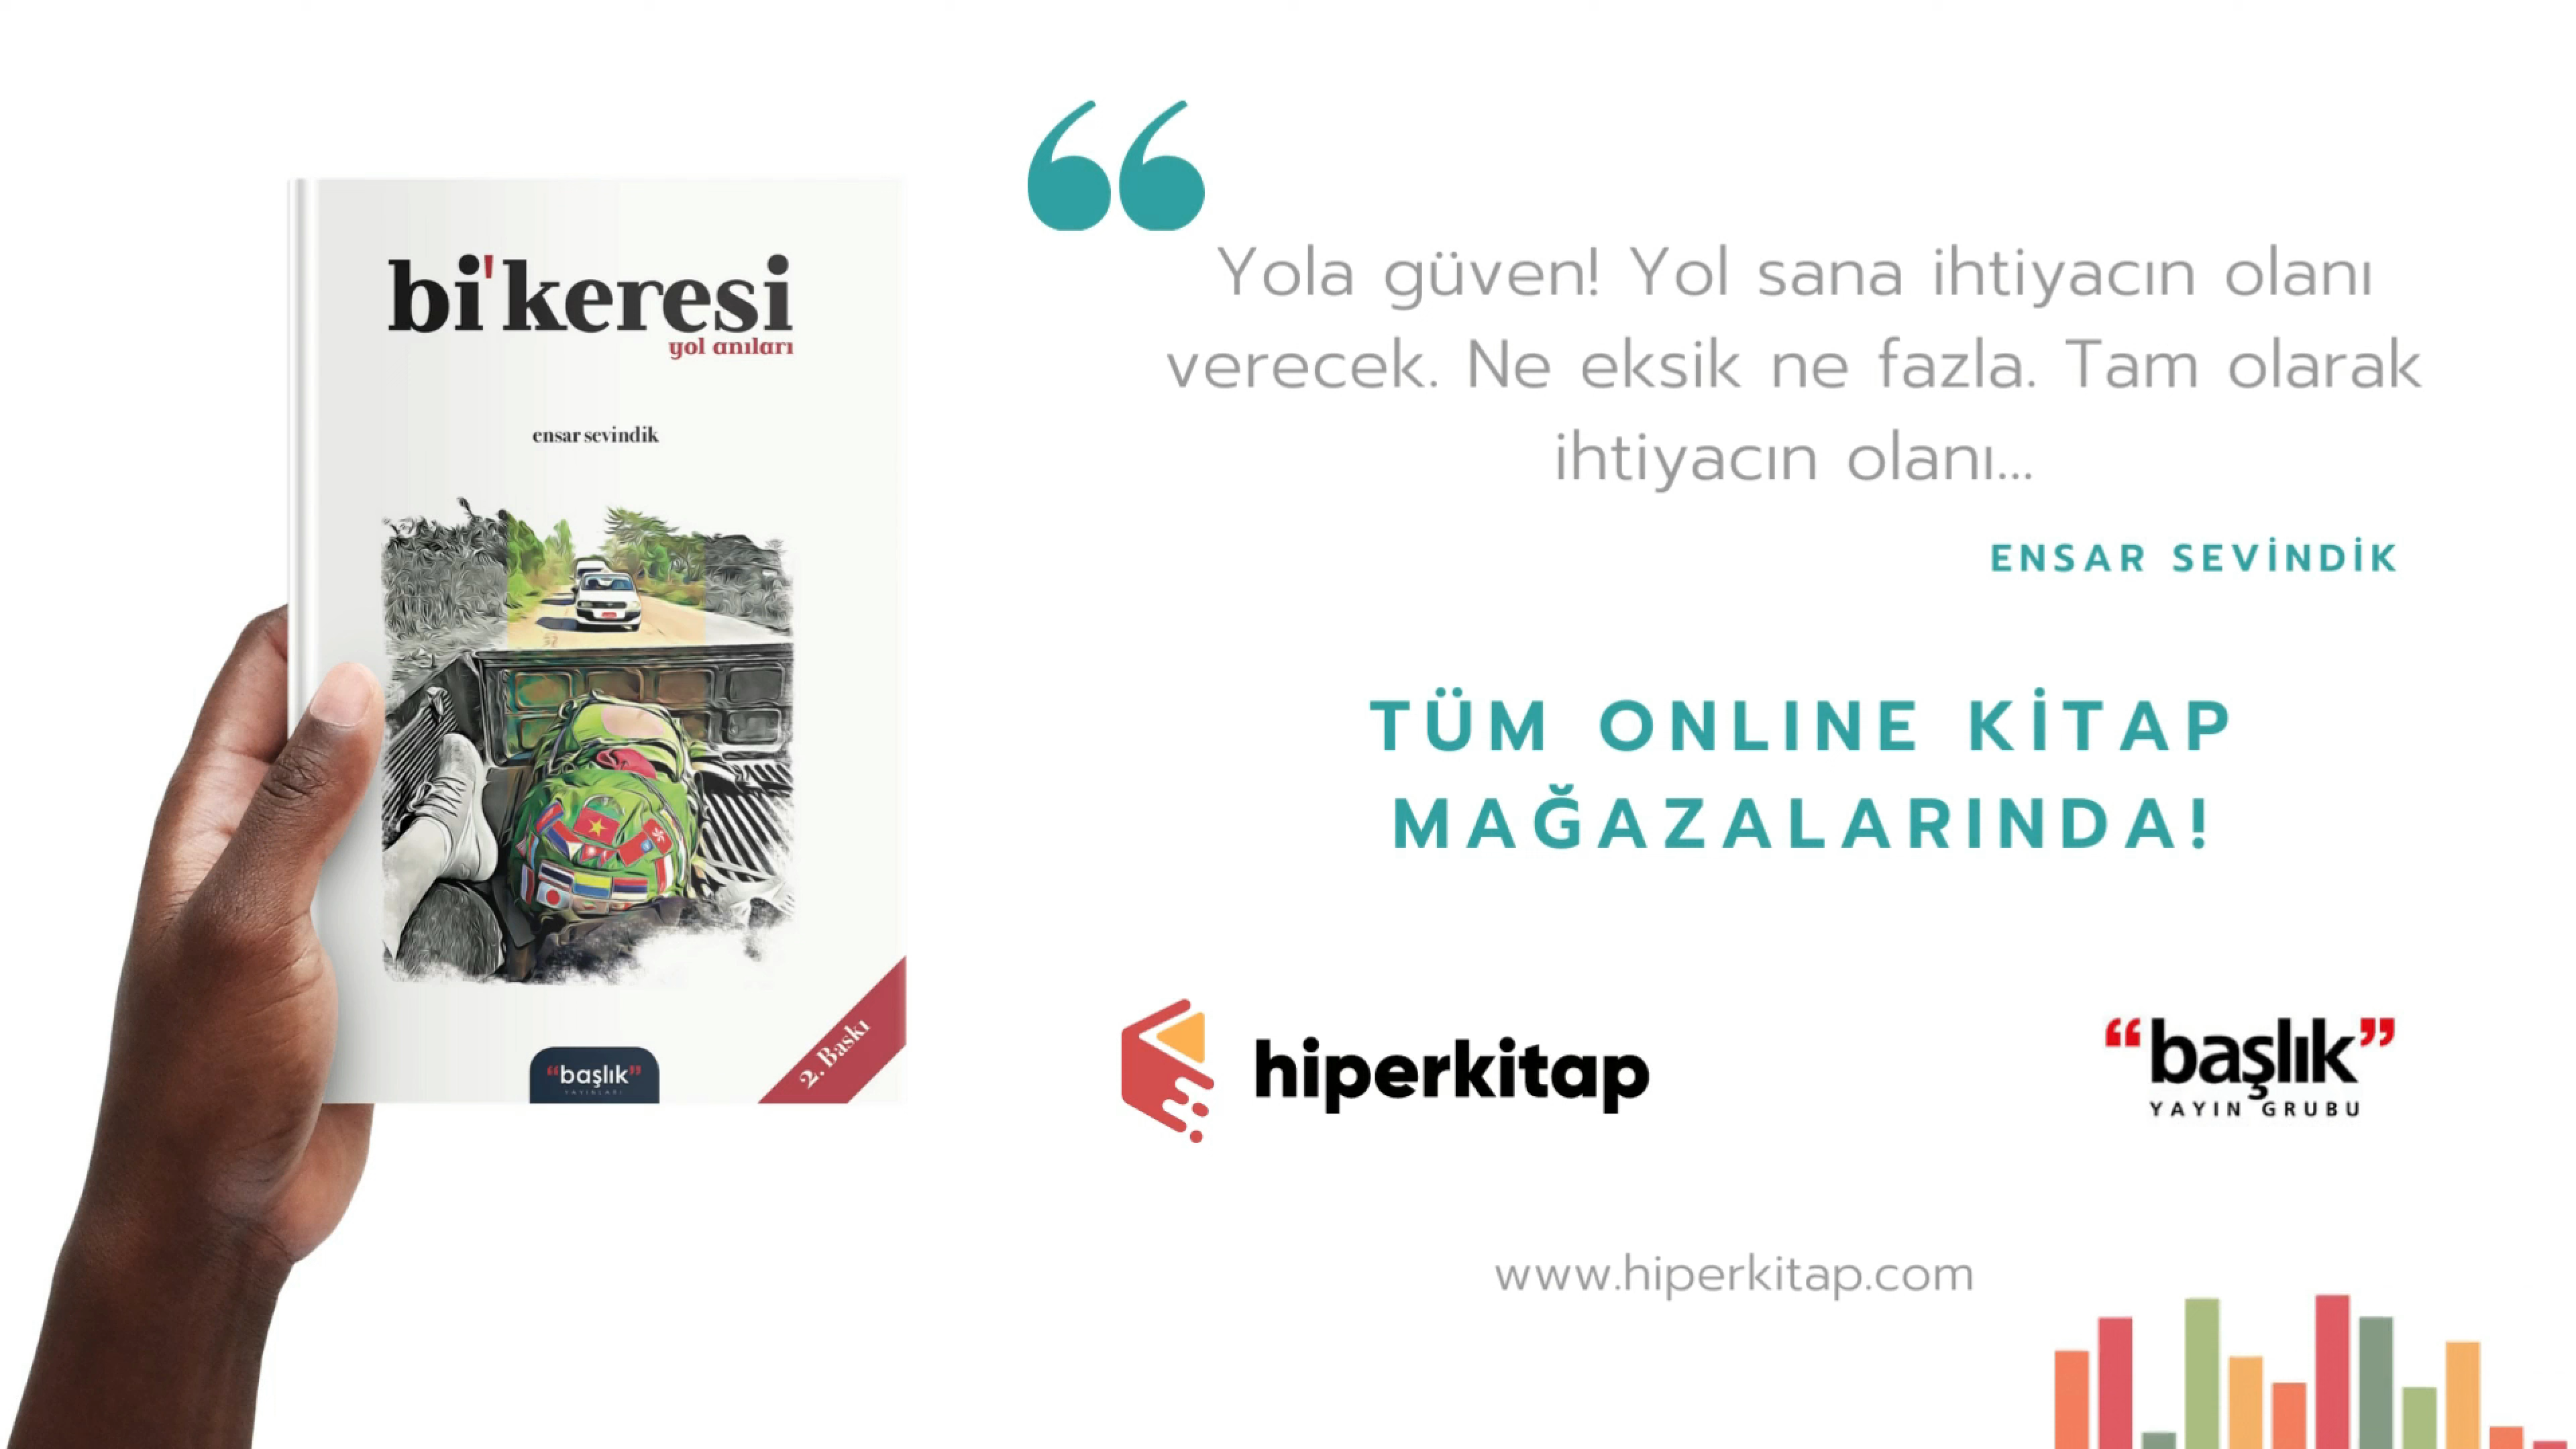 bi'keresi
yol anıları
ensar sevindik
2. Baskı
“başlık”
YAYINLARI
“
Yola güven! Yol sana ihtiyacın olanı
verecek. Ne eksik ne fazla. Tam olarak
ihtiyacın olanı...
ENSAR SEVİNDİK
TÜM ONLINE KİTAP
MAĞAZALARINDA!
hiperkitap
“başlık”
YAYIN GRUBU
www.hiperkitap.com